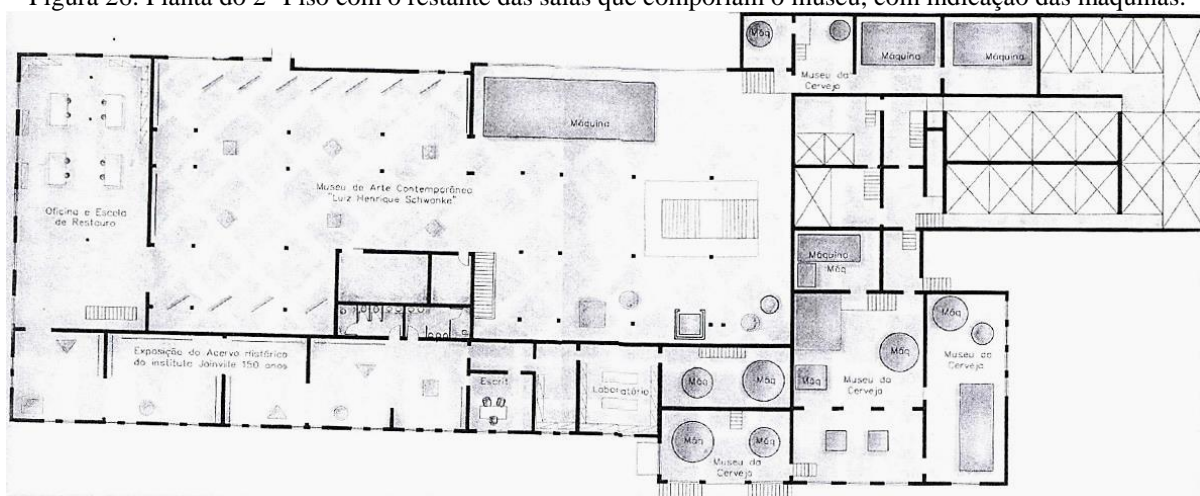 Figura 26: Planta do 2º Piso com o restante das salas que comporiam o museu, com indicação das máquinas.
Máq
Museu da
Cerveja
Máquina
Máquina
Máquina
Museu de Arte Contemporânea
"Luiz Henrique Schwanke"
Oficina e Escola
de Restauro
Máquina
Máq
Exposição do Acervo Histórico
do instituto Joinville 150 anos
Escrit
Laboratório
Máq
Máq
Máq
Máq
Museu da
Cerveja
Máq
Museu da
Cerveja
Máq
Máq
Museu da
Cerveja